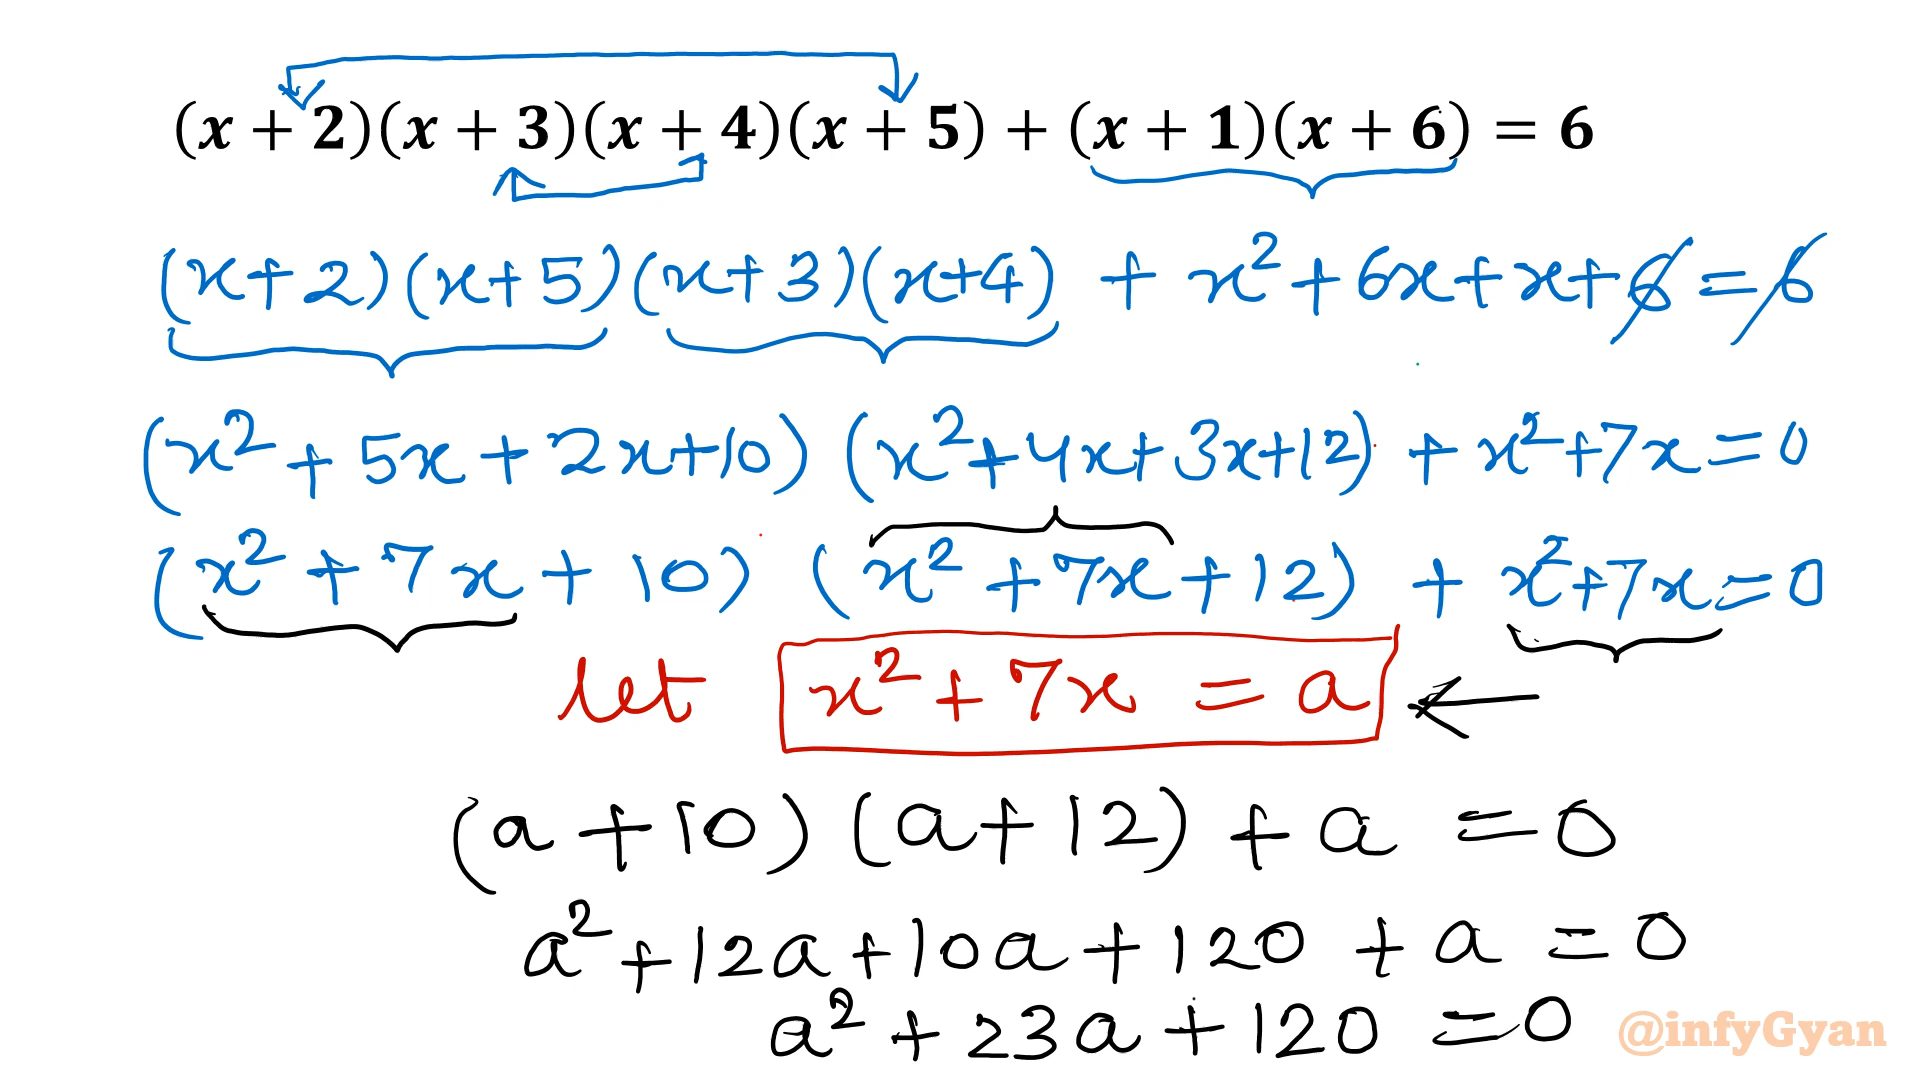 (x + 2)(x + 3)(x + 4)(x + 5) + (x + 1)(x + 6) = 6
(x+2)(x+5)(x+3)(x+4) + x² + 6x + x + 6 = 6
(x² + 5x + 2x + 10) (x² + 4x + 3x + 12) + x² + 7x = 0
(x² + 7x + 10) (x² + 7x + 12) + x² + 7x = 0
let x² + 7x = a
(a + 10) (a + 12) + a = 0
a² + 12a + 10a + 120 + a = 0
a² + 23a + 120 = 0
@infyGyan